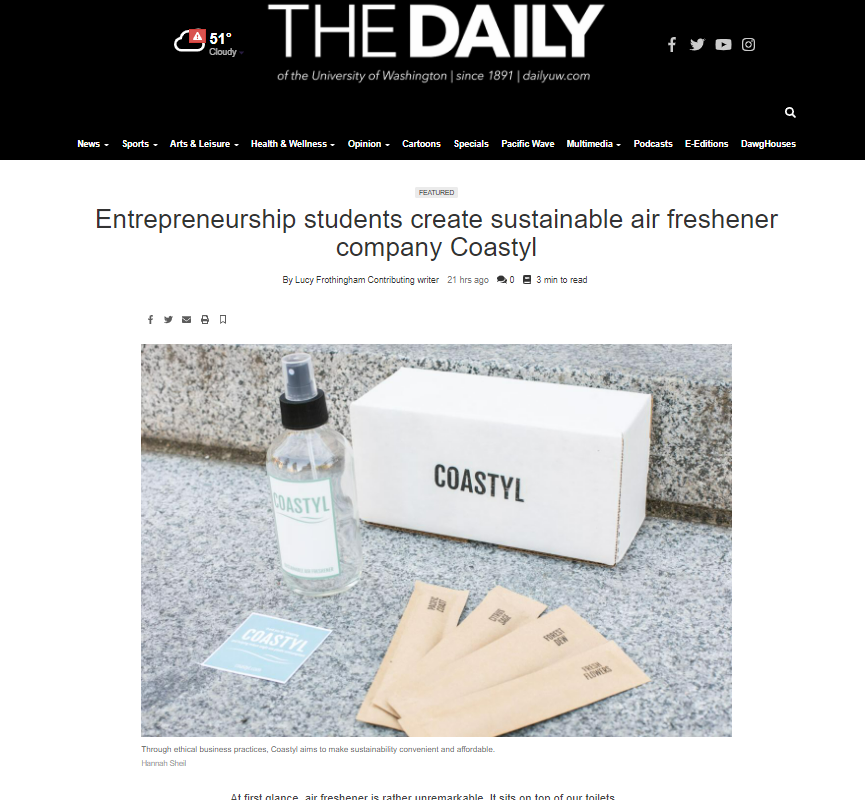 THE DAILY
51°
Cloudy
of the University of Washington | since 1891 | dailyuw.com
News Sports Arts & Leisure Health & Wellness Opinion Cartoons Specials Pacific Wave Multimedia Podcasts E-Editions DawgHouses
FEATURED
Entrepreneurship students create sustainable air freshener
company Coastyl
By Lucy Frothingham Contributing writer 21 hrs ago 0 3 min to read
COASTYL
COASTYL
COASTYL
CITRUS
FOREST
DEW
FRESH
FLOWERS
Through ethical business practices, Coastyl aims to make sustainability convenient and affordable.
Hannah Sheil
At first glance, air freshener is rather unremarkable. It sits on top of our toilets,